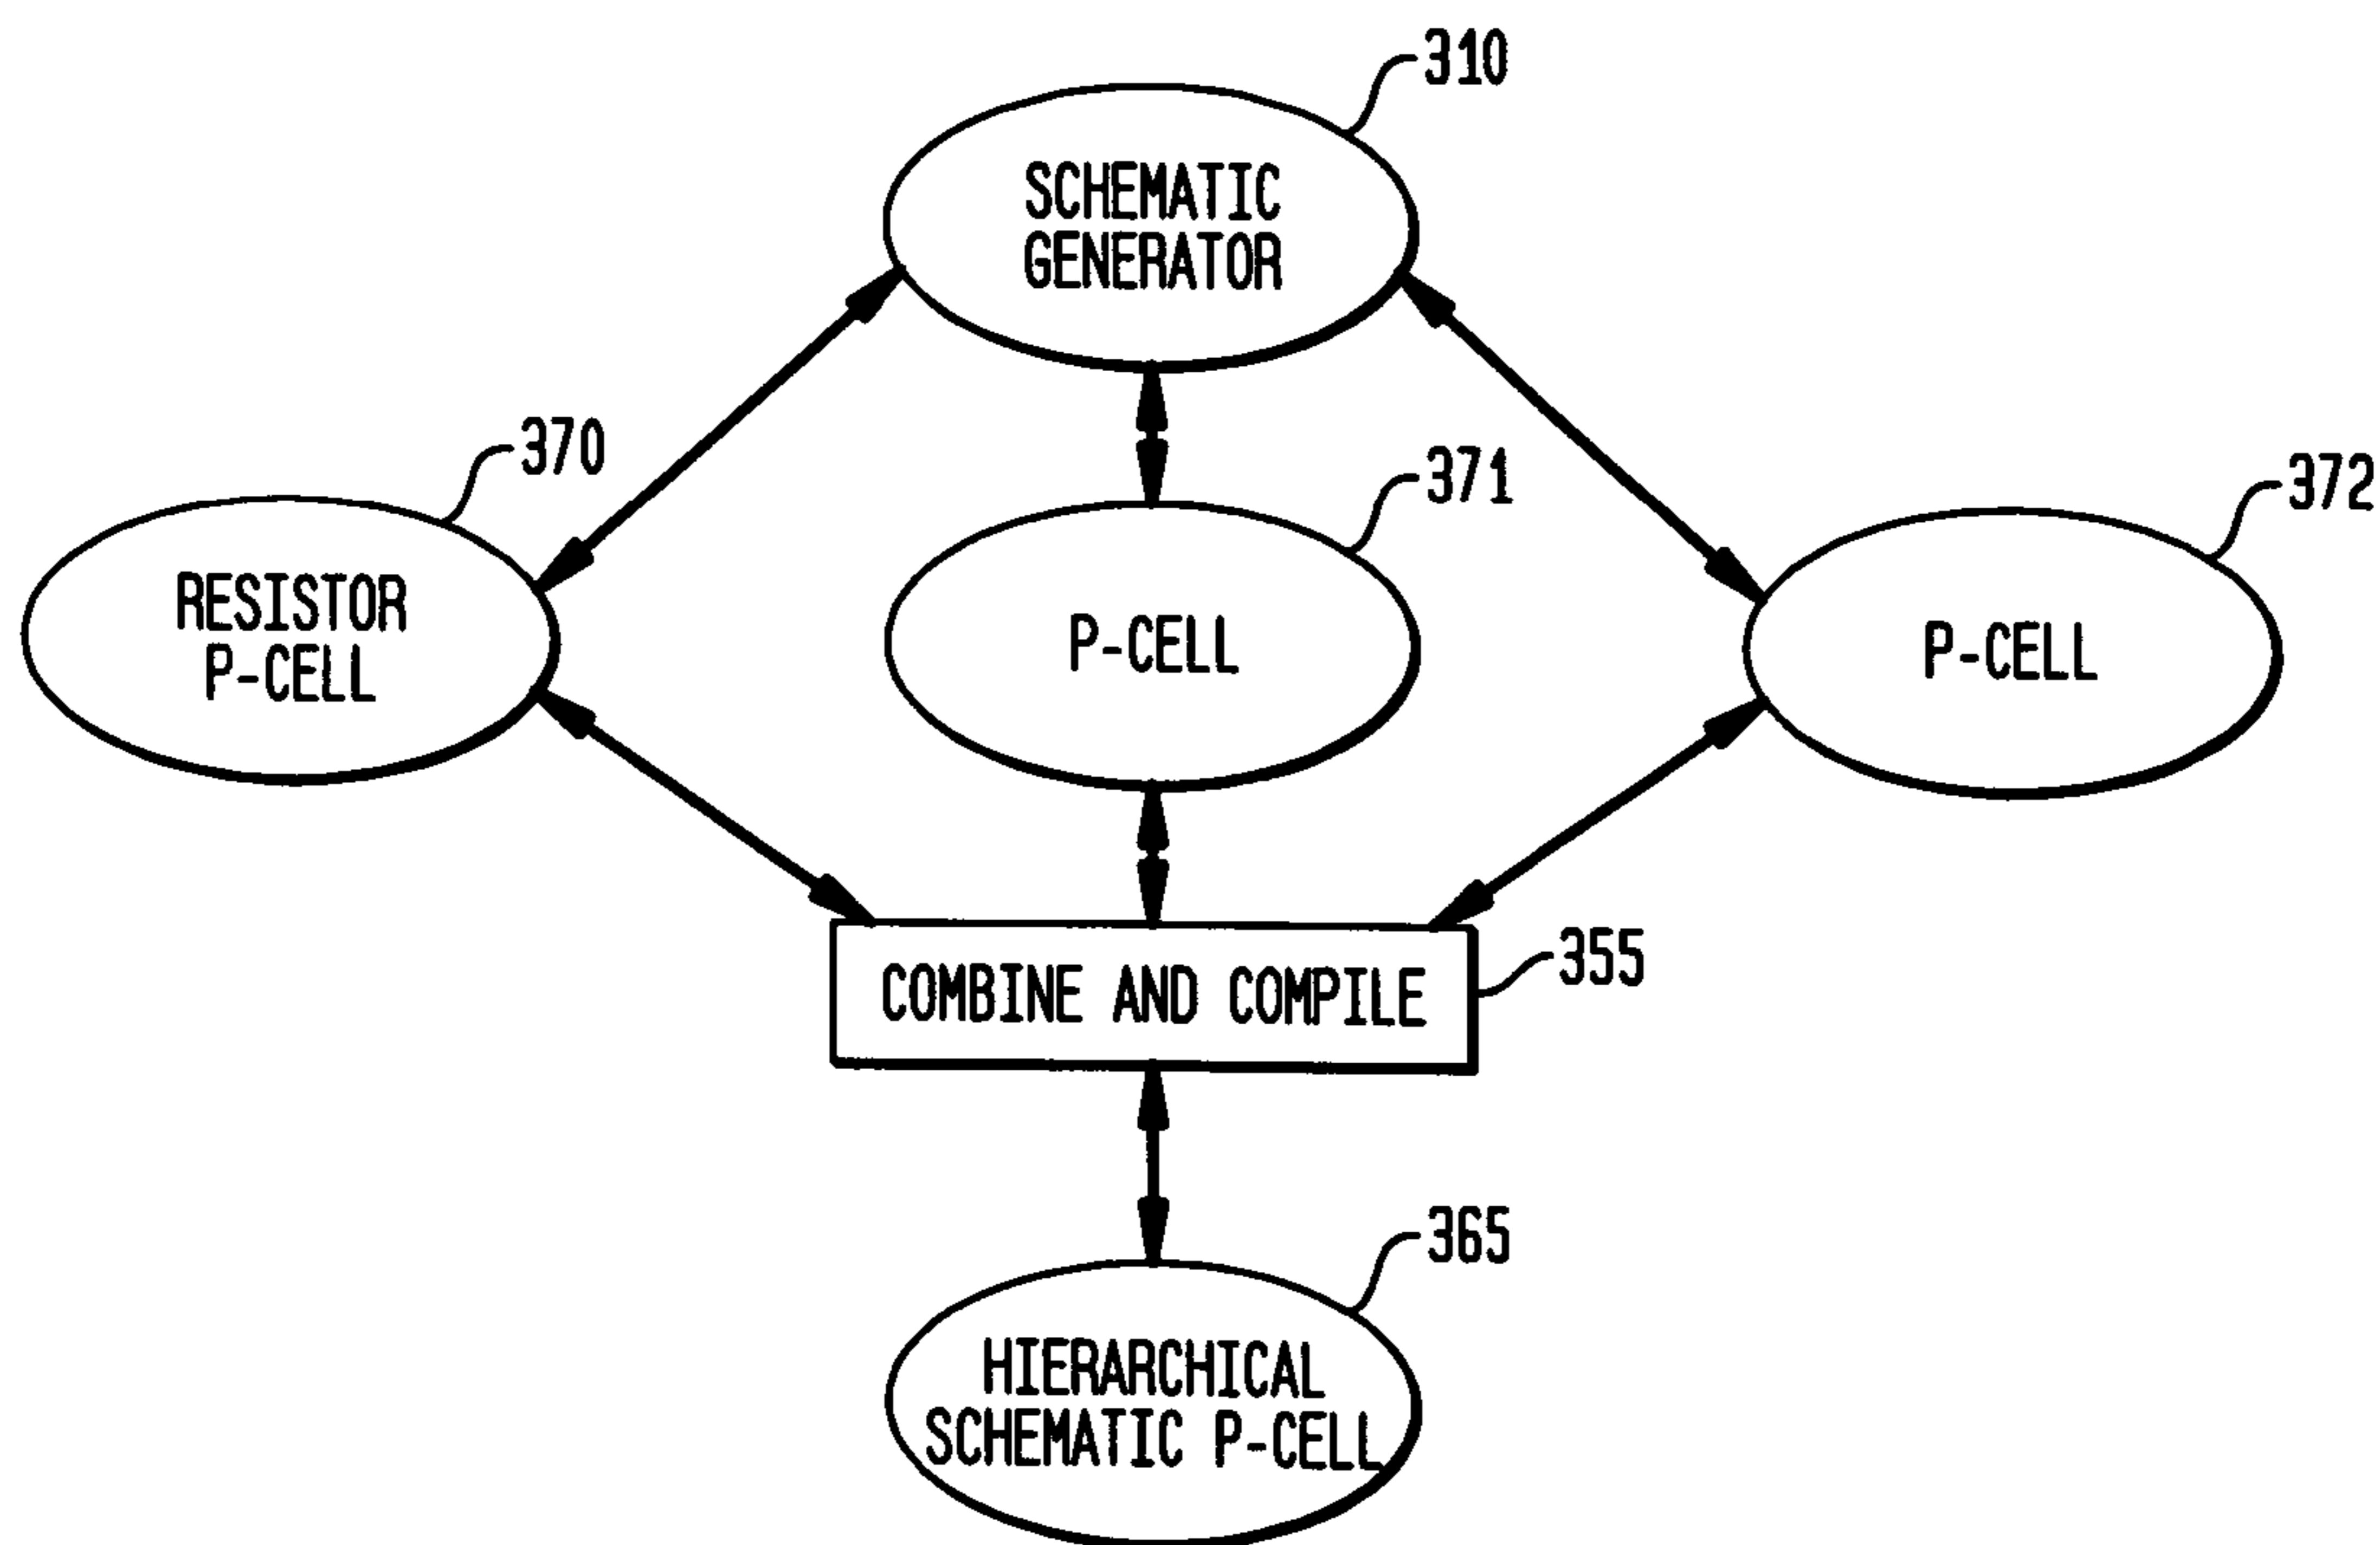 310
SCHEMATIC
GENERATOR
370
371
372
RESISTOR
P-CELL
P-CELL
P-CELL
355
COMBINE AND COMPILE
365
HIERARCHICAL
SCHEMATIC P-CELL